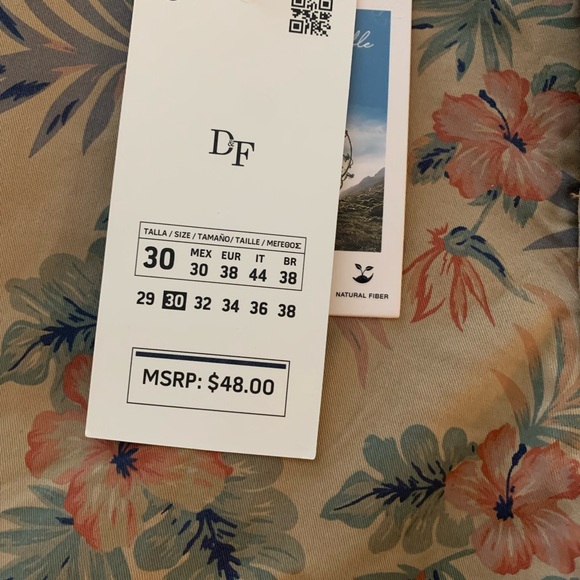 D&F
TALLA / SIZE / TAMAÑO / TAILLE / ΜΕΓΕΘΟΣ
30 MEX 30 EUR 38 IT 44 BR 38
29 30 32 34 36 38
MSRP: $48.00
NATURAL FIBER